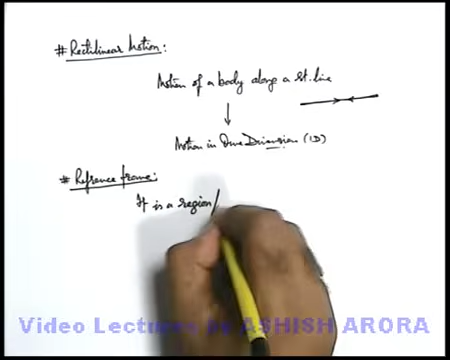 # Rectilinear Motion:
Motion of a body along a St. line
Motion in One Dimension (1D)
# Refrence frame:
It is a region/
Video Lectures by ASHISH ARORA